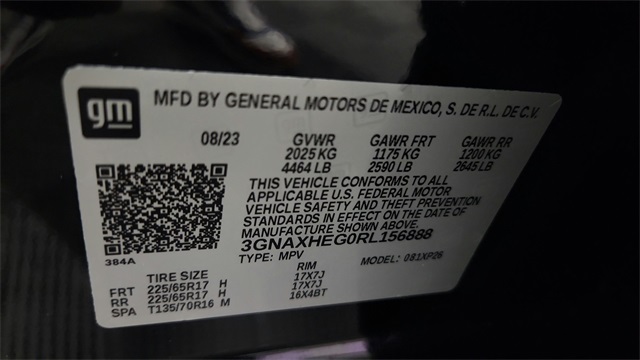 gm
MFD BY GENERAL MOTORS DE MEXICO, S. DE R.L. DE C.V.
08/23 GVWR GAWR FRT GAWR RR
2025 KG 1175 KG 1200 KG
4464 LB 2590 LB 2645 LB
THIS VEHICLE CONFORMS TO ALL
APPLICABLE U.S. FEDERAL MOTOR
VEHICLE SAFETY AND THEFT PREVENTION
STANDARDS IN EFFECT ON THE DATE OF
MANUFACTURE SHOWN ABOVE.
3GNAXHEG0RL156888
384A
TYPE: MPV MODEL: 081XP26
TIRE SIZE RIM
FRT 225/65R17 H 17X7J
RR 225/65R17 H 17X7J
SPA T135/70R16 M 16X4BT